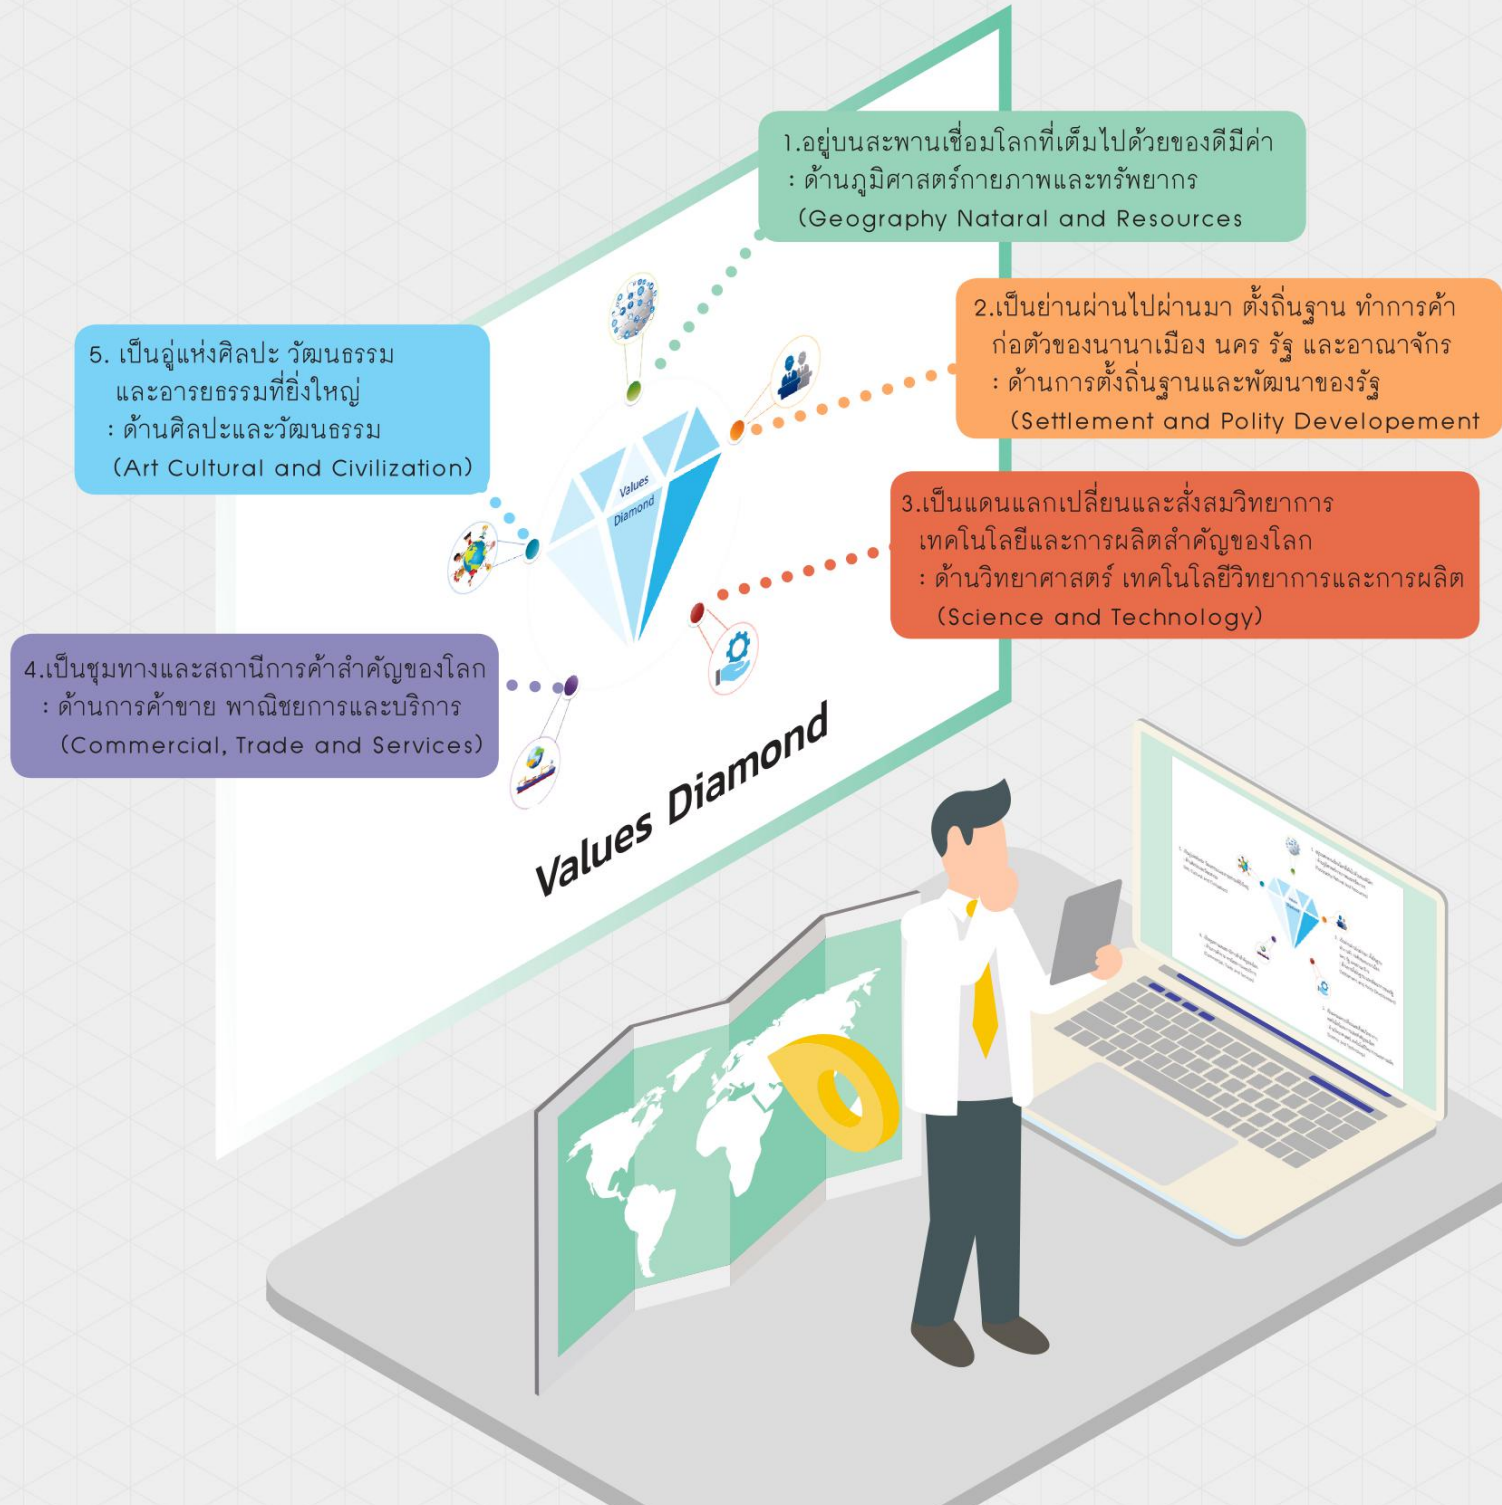 1.อยู่บนสะพานเชื่อมโลกที่เต็มไปด้วยของดีมีค่า
: ด้านภูมิศาสตร์กายภาพและทรัพยากร
(Geography Nataral and Resources
2.เป็นย่านผ่านไปผ่านมา ตั้งถิ่นฐาน ทำการค้า
ก่อตัวของนานาเมือง นคร รัฐ และอาณาจักร
: ด้านการตั้งถิ่นฐานและพัฒนาของรัฐ
(Settlement and Polity Developement
3.เป็นแดนแลกเปลี่ยนและสั่งสมวิทยาการ
เทคโนโลยีและการผลิตสำคัญของโลก
: ด้านวิทยาศาสตร์ เทคโนโลยีวิทยาการและการผลิต
(Science and Technology)
4.เป็นชุมทางและสถานีการค้าสำคัญของโลก
: ด้านการค้าขาย พาณิชยการและบริการ
(Commercial, Trade and Services)
5. เป็นอู่แห่งศิลปะ วัฒนธรรม
และอารยธรรมที่ยิ่งใหญ่
: ด้านศิลปะและวัฒนธรรม
(Art Cultural and Civilization)
Values
Diamond
Values Diamond